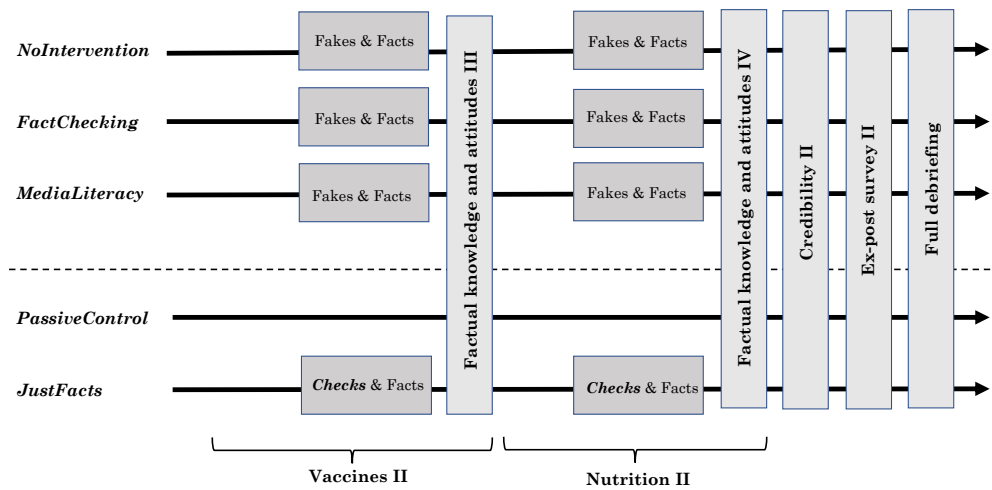 NoIntervention
Fakes & Facts
Fakes & Facts
FactChecking
Fakes & Facts
Fakes & Facts
MediaLiteracy
Fakes & Facts
Fakes & Facts
Factual knowledge and attitudes III
Factual knowledge and attitudes IV
Credibility II
Ex-post survey II
Full debriefing
PassiveControl
JustFacts
Checks & Facts
Checks & Facts
Vaccines II
Nutrition II